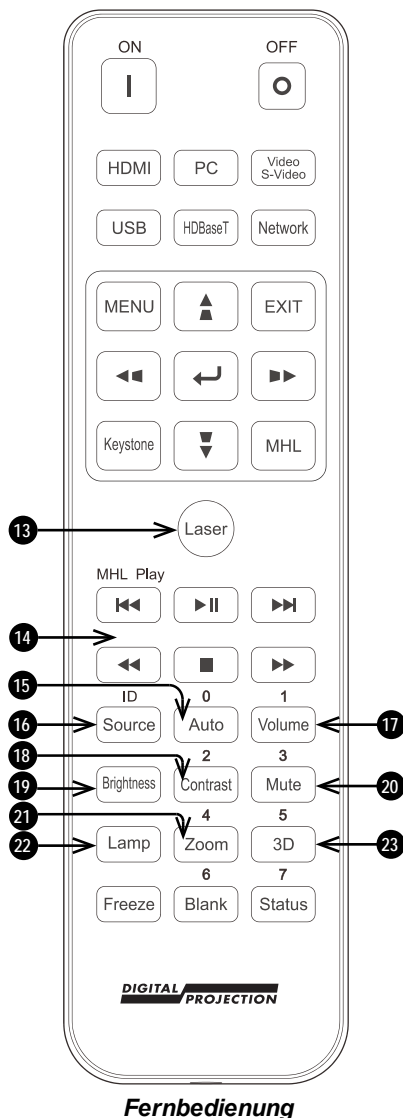 ON OFF
I O
HDMI PC Video S-Video
USB HDBaseT Network
MENU EXIT
Keystone MHL
13 Laser
MHL Play
14
15 ID 0 1
16 Source Auto Volume 17
18 2 3
19 Brightness Contrast Mute 20
21 4 5
22 Lamp Zoom 3D 23
6 7
Freeze Blank Status
DIGITAL
PROJECTION
Fernbedienung